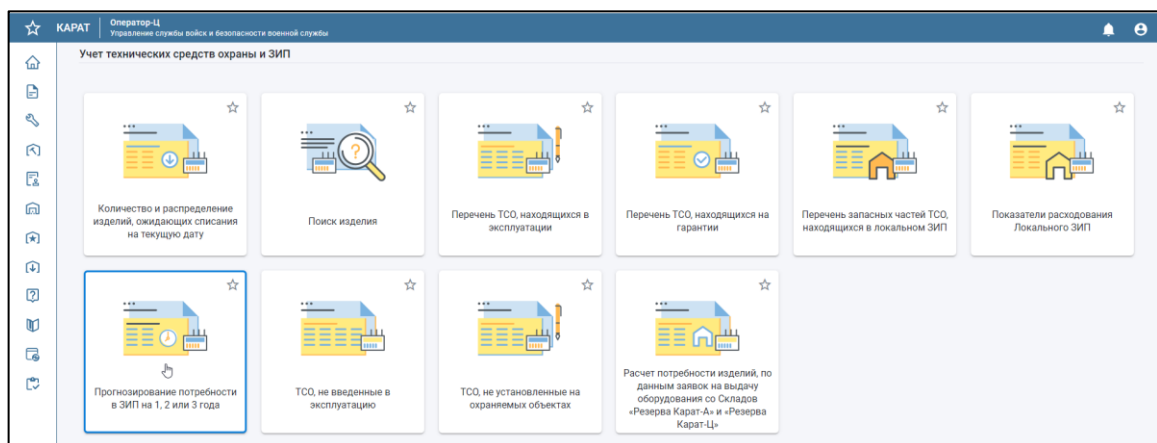 КАРАТ
Оператор-Ц
Управление службы войск и безопасности военной службы
Учет технических средств охраны и ЗИП
Количество и распределение
изделий, ожидающих списания
на текущую дату
Поиск изделия
Перечень ТСО, находящихся в
эксплуатации
Перечень ТСО, находящихся на
гарантии
Перечень запасных частей ТСО,
находящихся в локальном ЗИП
Показатели расходования
Локального ЗИП
Прогнозирование потребности
в ЗИП на 1, 2 или 3 года
ТСО, не введенные в
эксплуатацию
ТСО, не установленные на
охраняемых объектах
Расчет потребности изделий, по
данным заявок на выдачу
оборудования со Складов
«Резерва Карат-А» и «Резерва
Карат-Ц»